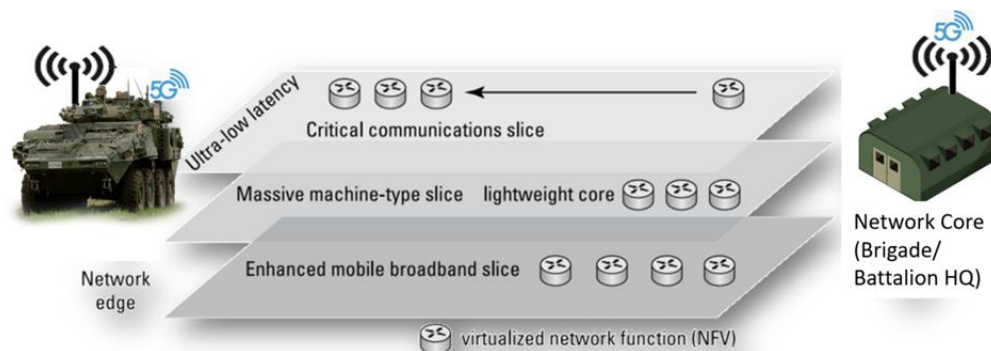 5G
5G
Ultra-low latency
Critical communications slice
Massive machine-type slice lightweight core
Enhanced mobile broadband slice
Network
edge
Network Core
(Brigade/
Battalion HQ)
virtualized network function (NFV)